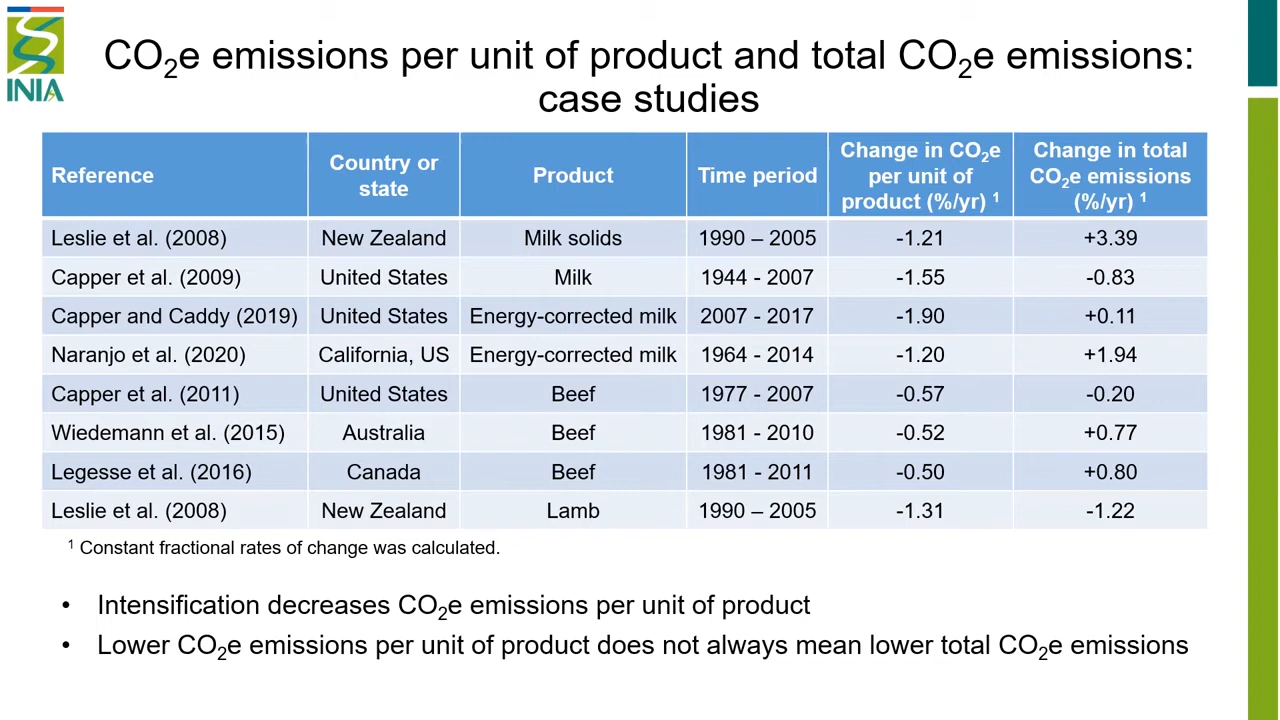 INIA
CO₂e emissions per unit of product and total CO₂e emissions:
case studies
Reference | Country or state | Product | Time period | Change in CO₂e per unit of product (%/yr) ¹ | Change in total CO₂e emissions (%/yr) ¹
Leslie et al. (2008) | New Zealand | Milk solids | 1990 – 2005 | -1.21 | +3.39
Capper et al. (2009) | United States | Milk | 1944 - 2007 | -1.55 | -0.83
Capper and Caddy (2019) | United States | Energy-corrected milk | 2007 - 2017 | -1.90 | +0.11
Naranjo et al. (2020) | California, US | Energy-corrected milk | 1964 - 2014 | -1.20 | +1.94
Capper et al. (2011) | United States | Beef | 1977 - 2007 | -0.57 | -0.20
Wiedemann et al. (2015) | Australia | Beef | 1981 - 2010 | -0.52 | +0.77
Legesse et al. (2016) | Canada | Beef | 1981 - 2011 | -0.50 | +0.80
Leslie et al. (2008) | New Zealand | Lamb | 1990 – 2005 | -1.31 | -1.22
¹ Constant fractional rates of change was calculated.
• Intensification decreases CO₂e emissions per unit of product
• Lower CO₂e emissions per unit of product does not always mean lower total CO₂e emissions